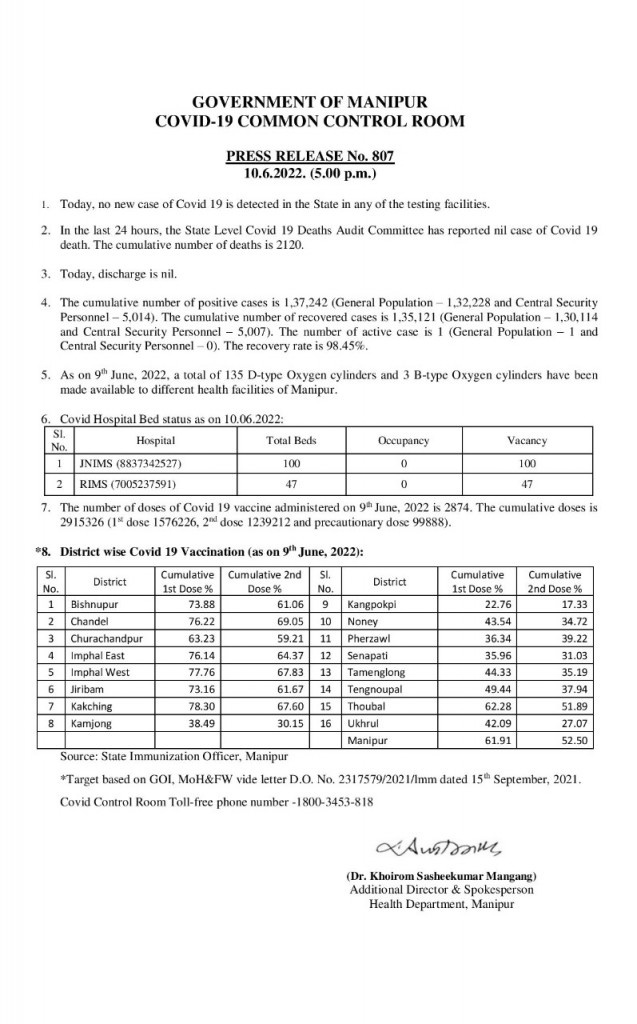 GOVERNMENT OF MANIPUR
COVID-19 COMMON CONTROL ROOM
PRESS RELEASE No. 807
10.6.2022. (5.00 p.m.)
1. Today, no new case of Covid 19 is detected in the State in any of the testing facilities.
2. In the last 24 hours, the State Level Covid 19 Deaths Audit Committee has reported nil case of Covid 19
death. The cumulative number of deaths is 2120.
3. Today, discharge is nil.
4. The cumulative number of positive cases is 1,37,242 (General Population – 1,32,228 and Central Security
Personnel – 5,014). The cumulative number of recovered cases is 1,35,121 (General Population – 1,30,114
and Central Security Personnel – 5,007). The number of active case is 1 (General Population – 1 and
Central Security Personnel – 0). The recovery rate is 98.45%.
5. As on 9th June, 2022, a total of 135 D-type Oxygen cylinders and 3 B-type Oxygen cylinders have been
made available to different health facilities of Manipur.
6. Covid Hospital Bed status as on 10.06.2022:
Sl. No. Hospital Total Beds Occupancy Vacancy
1 JNIMS (8837342527) 100 0 100
2 RIMS (7005237591) 47 0 47
7. The number of doses of Covid 19 vaccine administered on 9th June, 2022 is 2874. The cumulative doses is
2915326 (1st dose 1576226, 2nd dose 1239212 and precautionary dose 99888).
*8. District wise Covid 19 Vaccination (as on 9th June, 2022):
Sl. No. District Cumulative 1st Dose % Cumulative 2nd Dose % Sl. No. District Cumulative 1st Dose % Cumulative 2nd Dose %
1 Bishnupur 73.88 61.06 9 Kangpokpi 22.76 17.33
2 Chandel 76.22 69.05 10 Noney 43.54 34.72
3 Churachandpur 63.23 59.21 11 Pherzawl 36.34 39.22
4 Imphal East 76.14 64.37 12 Senapati 35.96 31.03
5 Imphal West 77.76 67.83 13 Tamenglong 44.33 35.19
6 Jiribam 73.16 61.67 14 Tengnoupal 49.44 37.94
7 Kakching 78.30 67.60 15 Thoubal 62.28 51.89
8 Kamjong 38.49 30.15 16 Ukhrul 42.09 27.07
Manipur 61.91 52.50
Source: State Immunization Officer, Manipur
*Target based on GOI, MoH&FW vide letter D.O. No. 2317579/2021/Imm dated 15th September, 2021.
Covid Control Room Toll-free phone number -1800-3453-818
(Dr. Khoirom Sasheekumar Mangang)
Additional Director & Spokesperson
Health Department, Manipur